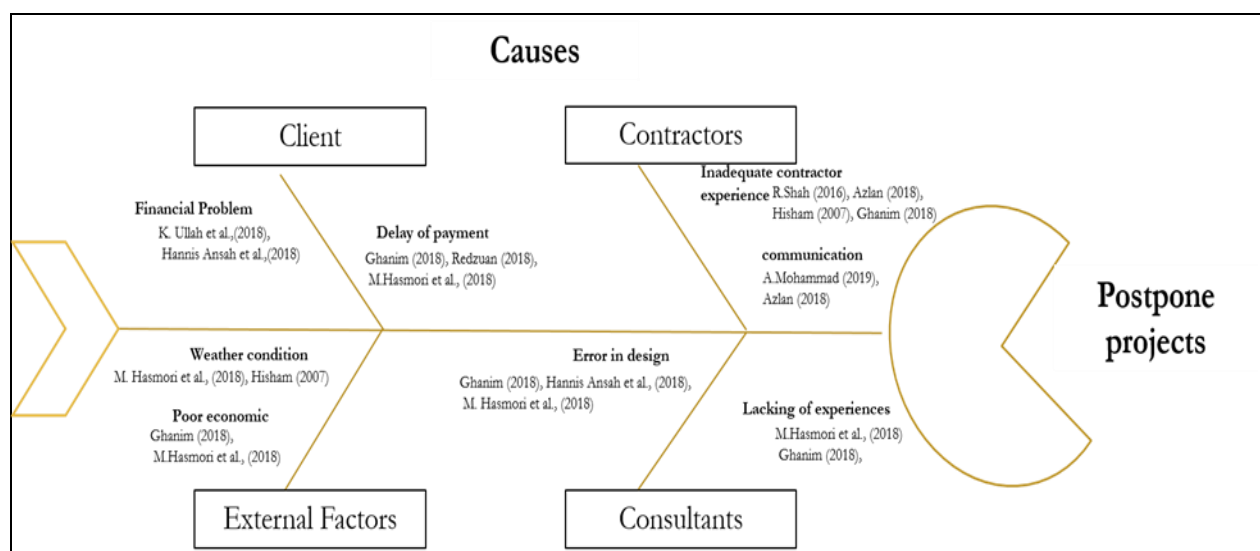 Causes
Client
Contractors
Financial Problem
K. Ullah et al.,(2018),
Hannis Ansah et al.,(2018)
Delay of payment
Ghanim (2018), Redzuan (2018),
M.Hasmori et al., (2018)
Inadequate contractor
experience R.Shah (2016), Azlan (2018),
Hisham (2007), Ghanim (2018)
communication
A.Mohammad (2019),
Azlan (2018)
Postpone
projects
Weather condition
M. Hasmori et al., (2018), Hisham (2007)
Poor economic
Ghanim (2018),
M.Hasmori et al., (2018)
Error in design
Ghanim (2018), Hannis Ansah et al., (2018),
M. Hasmori et al., (2018)
Lacking of experiences
M.Hasmori et al., (2018)
Ghanim (2018),
External Factors
Consultants